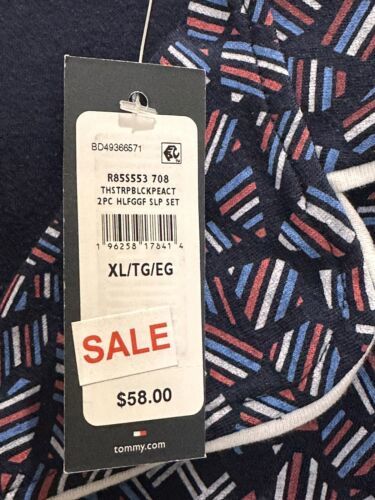 BD49366571
R85S553 708
THSTRPBLCKPEACT
2PC HLFGGF SLP SET
1 96258 17841 4
XL/TG/EG
SALE
$58.00
tommy.com